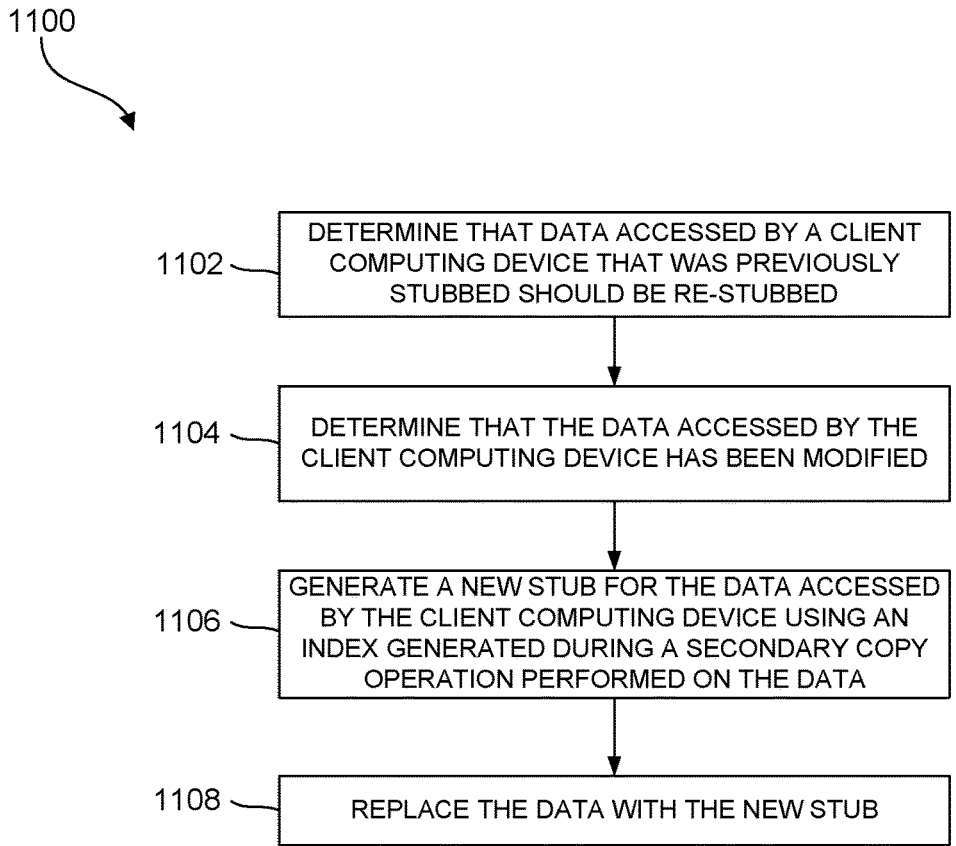 1100
1102
DETERMINE THAT DATA ACCESSED BY A CLIENT
COMPUTING DEVICE THAT WAS PREVIOUSLY
STUBBED SHOULD BE RE-STUBBED
1104
DETERMINE THAT THE DATA ACCESSED BY THE
CLIENT COMPUTING DEVICE HAS BEEN MODIFIED
1106
GENERATE A NEW STUB FOR THE DATA ACCESSED
BY THE CLIENT COMPUTING DEVICE USING AN
INDEX GENERATED DURING A SECONDARY COPY
OPERATION PERFORMED ON THE DATA
1108
REPLACE THE DATA WITH THE NEW STUB